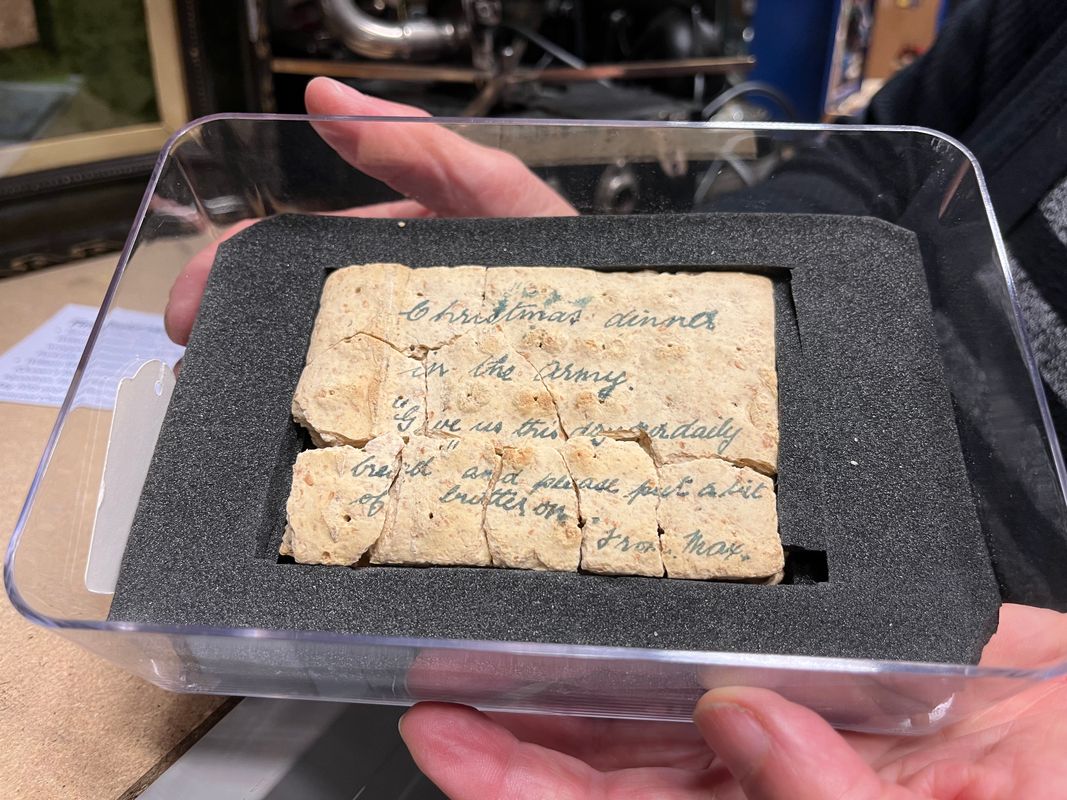 Christmas dinner
in the army.
"Give us this day our daily
bread" and please put a bit
of butter on.
From Max.